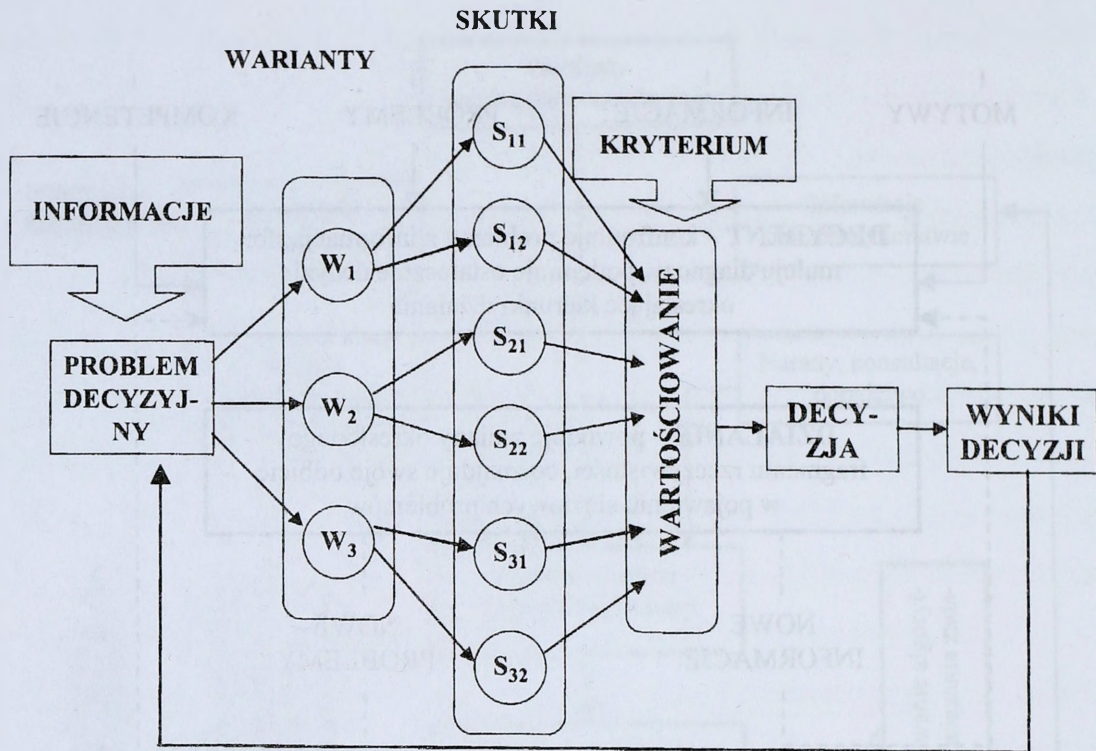 SKUTKI
WARIANTY
KRYTERIUM
INFORMACJE
PROBLEM
DECYZYJ-
NY
W₁
W₂
W₃
S₁₁
S₁₂
S₂₁
S₂₂
S₃₁
S₃₂
WARTOŚCIOWANIE
DECY-
ZJA
WYNIKI
DECYZJI